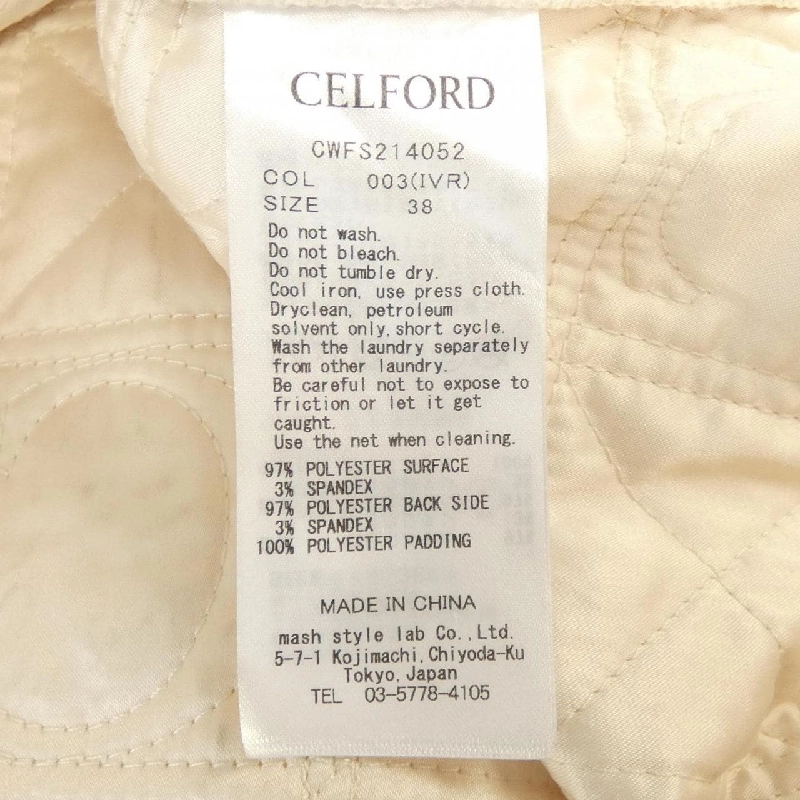 CELFORD
CWFS214052
COL 003(IVR)
SIZE 38
Do not wash.
Do not bleach.
Do not tumble dry.
Cool iron, use press cloth.
Dryclean, petroleum
solvent only,short cycle.
Wash the laundry separately
from other laundry.
Be careful not to expose to
friction or let it get
caught.
Use the net when cleaning.
97% POLYESTER SURFACE
3% SPANDEX
97% POLYESTER BACK SIDE
3% SPANDEX
100% POLYESTER PADDING
MADE IN CHINA
mash style lab Co.,Ltd.
5-7-1 Kojimachi,Chiyoda-Ku
Tokyo,Japan
TEL 03-5778-4105